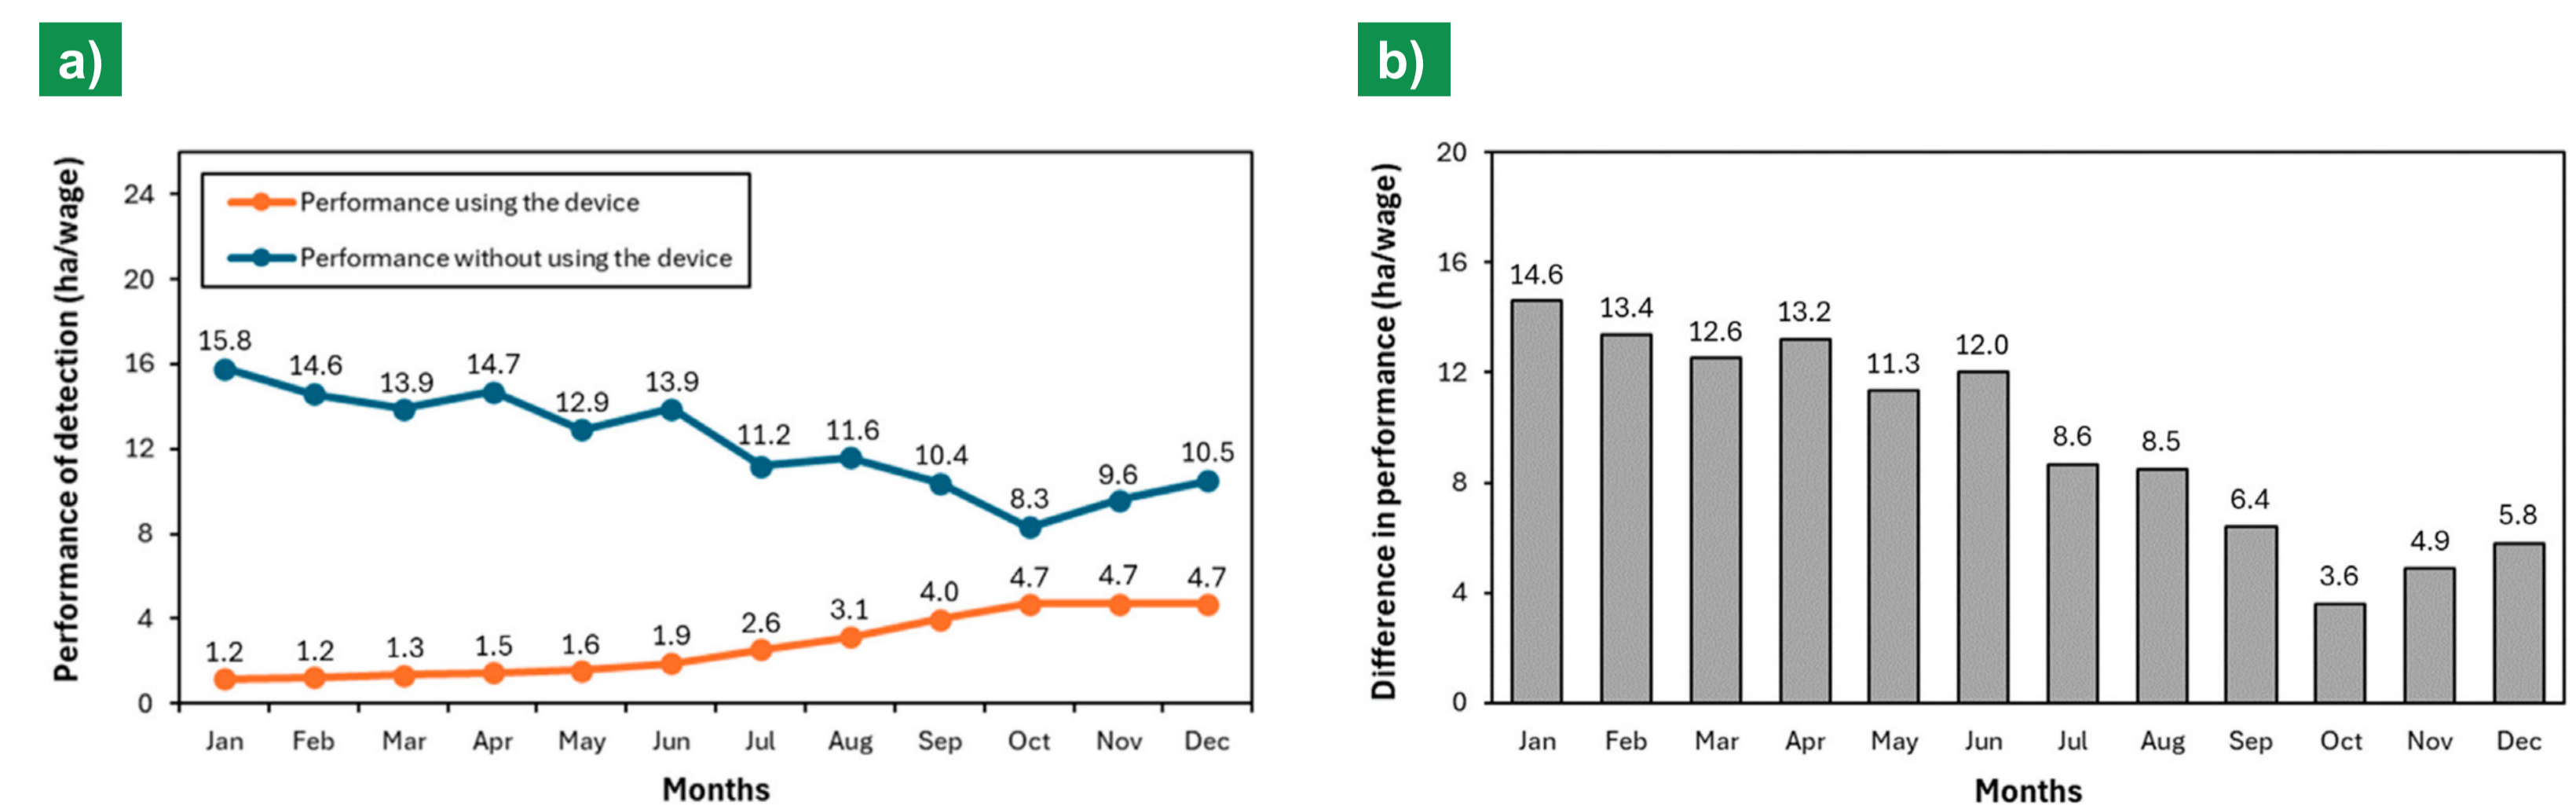 a)
Performance of detection (ha/wage)
24
20
16
12
8
4
0
Performance using the device
Performance without using the device
15.8 14.6 13.9 14.7 12.9 13.9 11.2 11.6 10.4 8.3 9.6 10.5
1.2 1.2 1.3 1.5 1.6 1.9 2.6 3.1 4.0 4.7 4.7 4.7
Jan Feb Mar Apr May Jun Jul Aug Sep Oct Nov Dec
Months
b)
Difference in performance (ha/wage)
20
16
12
8
4
0
14.6 13.4 12.6 13.2 11.3 12.0 8.6 8.5 6.4 3.6 4.9 5.8
Jan Feb Mar Apr May Jun Jul Aug Sep Oct Nov Dec
Months